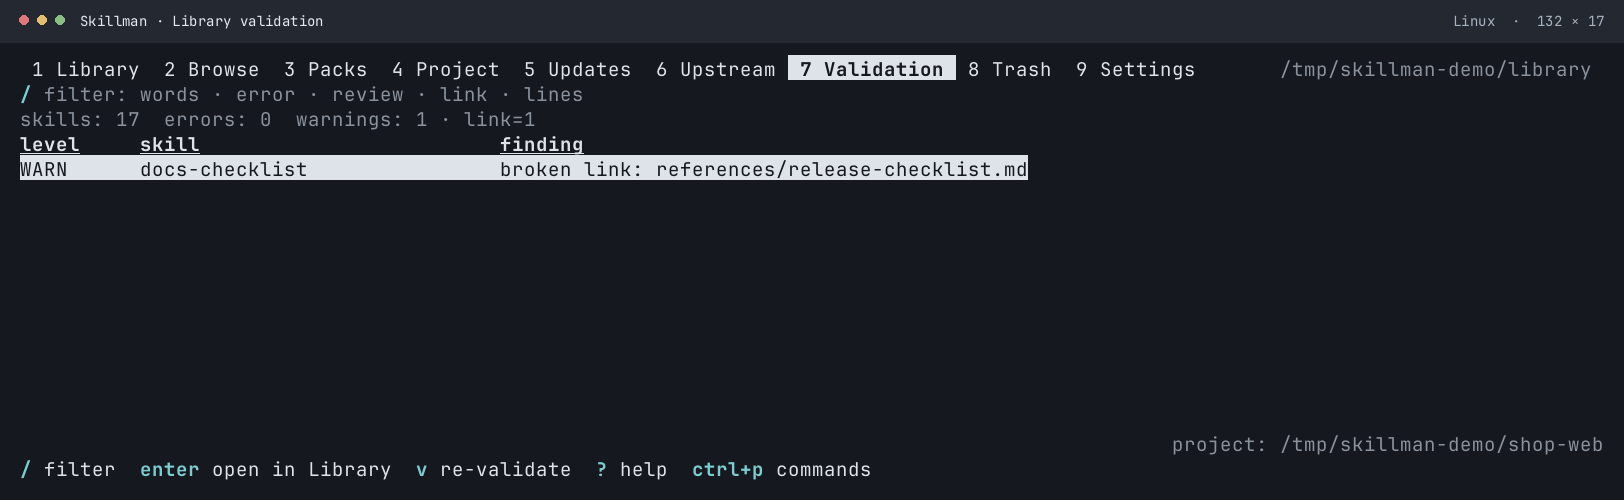 Skillman · Library validation    Linux · 132 × 17
1 Library  2 Browse  3 Packs  4 Project  5 Updates  6 Upstream  7 Validation  8 Trash  9 Settings    /tmp/skillman-demo/library
/ filter: words · error · review · link · lines
skills: 17  errors: 0  warnings: 1 · link=1
level  skill  finding
WARN  docs-checklist  broken link: references/release-checklist.md
project: /tmp/skillman-demo/shop-web
/ filter  enter open in Library  v re-validate  ? help  ctrl+p commands